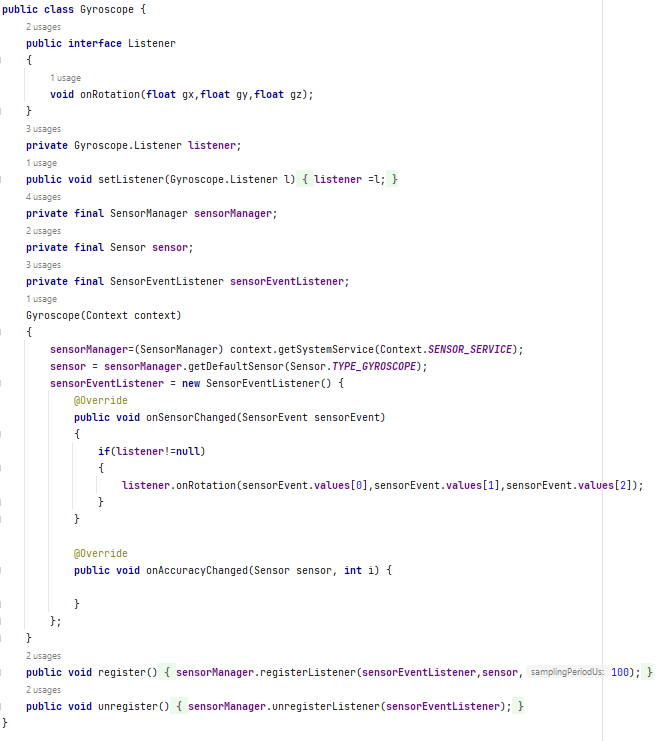 public class Gyroscope {
2 usages
public interface Listener
{
1 usage
void onRotation(float gx,float gy,float gz);
}
3 usages
private Gyroscope.Listener listener;
1 usage
public void setListener(Gyroscope.Listener l) { listener =l; }
4 usages
private final SensorManager sensorManager;
2 usages
private final Sensor sensor;
3 usages
private final SensorEventListener sensorEventListener;
1 usage
Gyroscope(Context context)
{
sensorManager=(SensorManager) context.getSystemService(Context.SENSOR_SERVICE);
sensor = sensorManager.getDefaultSensor(Sensor.TYPE_GYROSCOPE);
sensorEventListener = new SensorEventListener() {
@Override
public void onSensorChanged(SensorEvent sensorEvent)
{
if(listener!=null)
{
listener.onRotation(sensorEvent.values[0],sensorEvent.values[1],sensorEvent.values[2]);
}
}
@Override
public void onAccuracyChanged(Sensor sensor, int i) {
}
};
}
2 usages
public void register() { sensorManager.registerListener(sensorEventListener,sensor, samplingPeriodUs: 100); }
2 usages
public void unregister() { sensorManager.unregisterListener(sensorEventListener); }
}